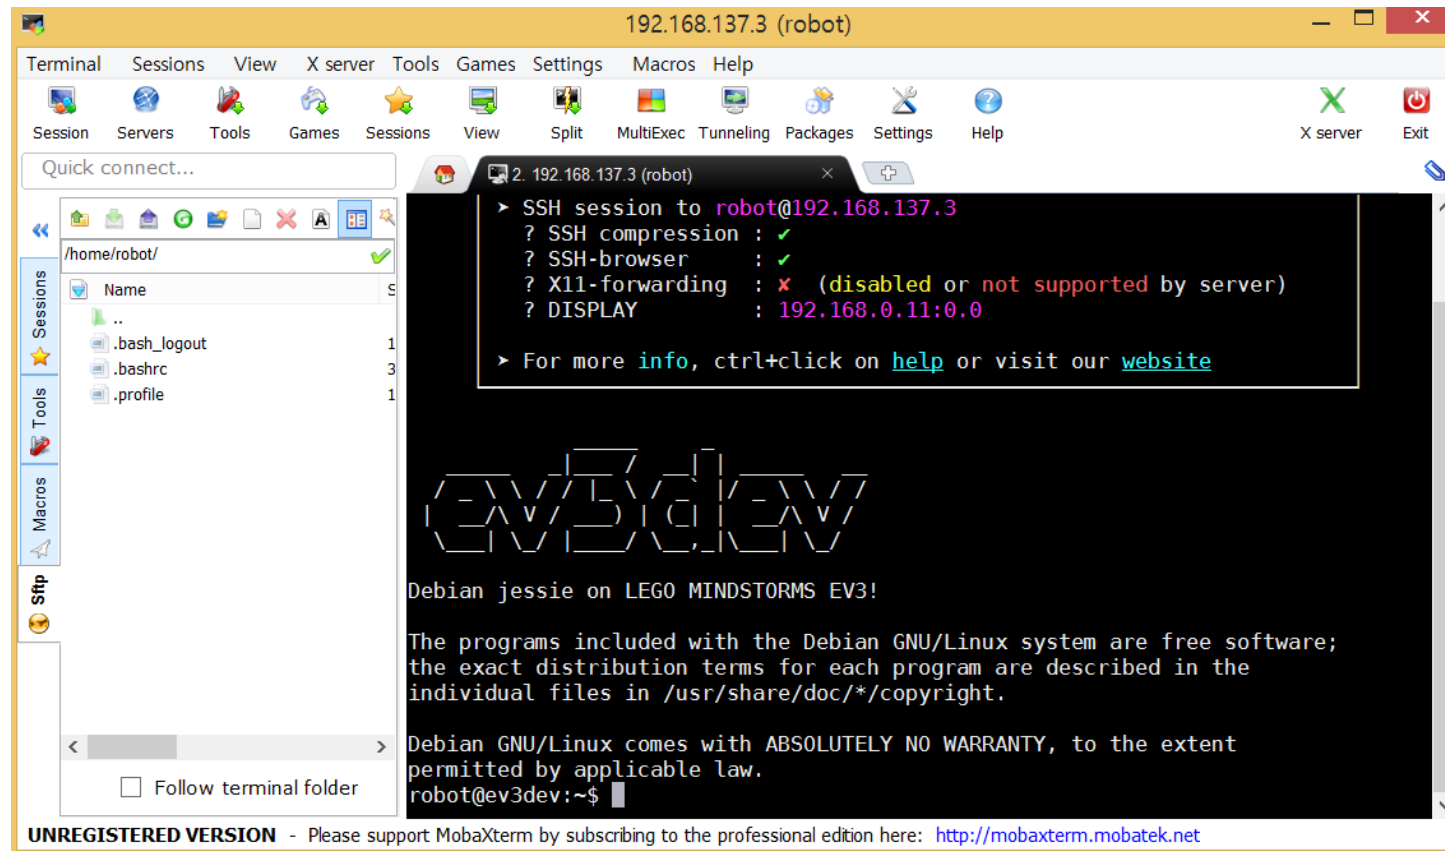 192.168.137.3 (robot)
Terminal Sessions View X server Tools Games Settings Macros Help
Session Servers Tools Games Sessions View Split MultiExec Tunneling Packages Settings Help X server Exit
Quick connect...
2. 192.168.137.3 (robot)
/home/robot/
Name S
..
.bash_logout 1
.bashrc 3
.profile 1
Sessions
Tools
Macros
Sftp
Follow terminal folder
➤ SSH session to robot@192.168.137.3
? SSH compression : ✔
? SSH-browser : ✔
? X11-forwarding : ✘ (disabled or not supported by server)
? DISPLAY : 192.168.0.11:0.0
➤ For more info, ctrl+click on help or visit our website
ev3dev
Debian jessie on LEGO MINDSTORMS EV3!
The programs included with the Debian GNU/Linux system are free software;
the exact distribution terms for each program are described in the
individual files in /usr/share/doc/*/copyright.
Debian GNU/Linux comes with ABSOLUTELY NO WARRANTY, to the extent
permitted by applicable law.
robot@ev3dev:~$
UNREGISTERED VERSION - Please support MobaXterm by subscribing to the professional edition here: http://mobaxterm.mobatek.net